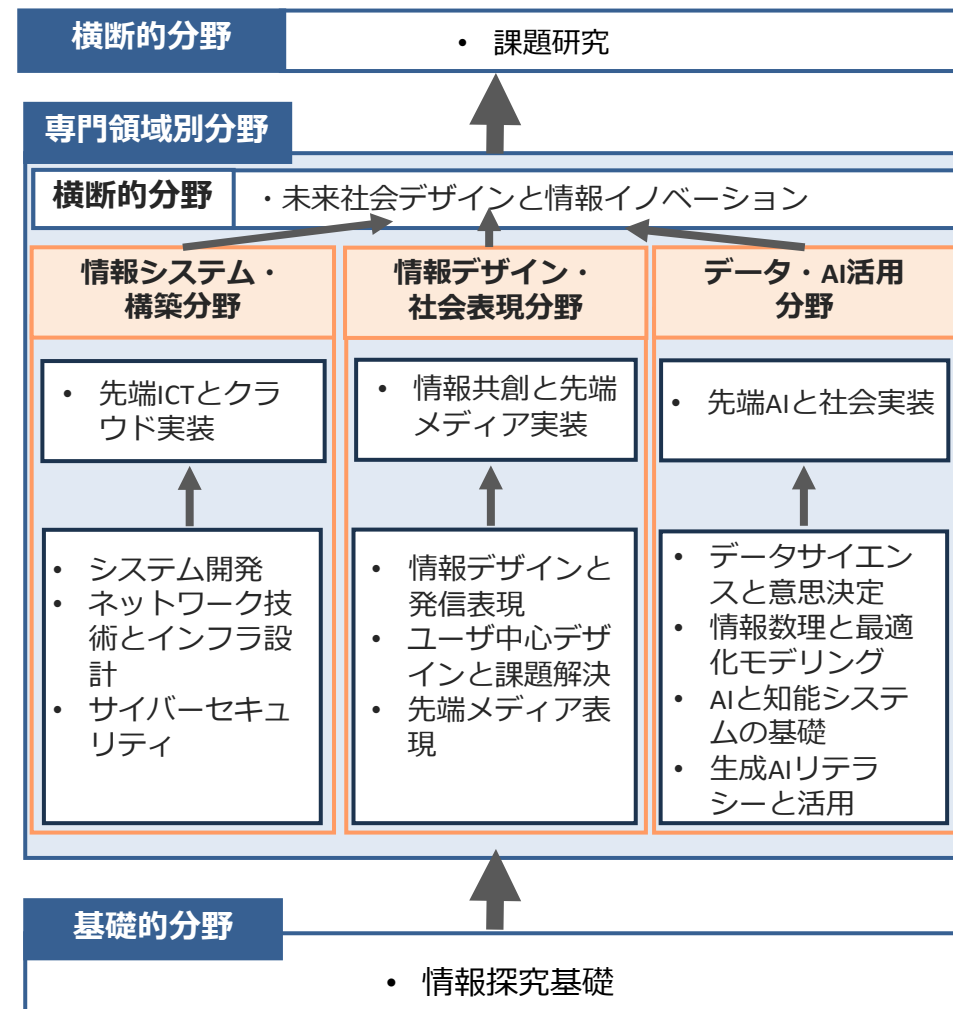 横断的分野
• 課題研究
専門領域別分野
横断的分野
・未来社会デザインと情報イノベーション
情報システム・
構築分野
• 先端ICTとクラ
ウド実装
• システム開発
• ネットワーク技
術とインフラ設
計
• サイバーセキュ
リティ
情報デザイン・
社会表現分野
• 情報共創と先端
メディア実装
• 情報デザインと
発信表現
• ユーザ中心デザ
インと課題解決
• 先端メディア表
現
データ・AI活用
分野
• 先端AIと社会実装
• データサイエン
スと意思決定
• 情報数理と最適
化モデリング
• AIと知能システ
ムの基礎
• 生成AIリテラ
シーと活用
基礎的分野
• 情報探究基礎